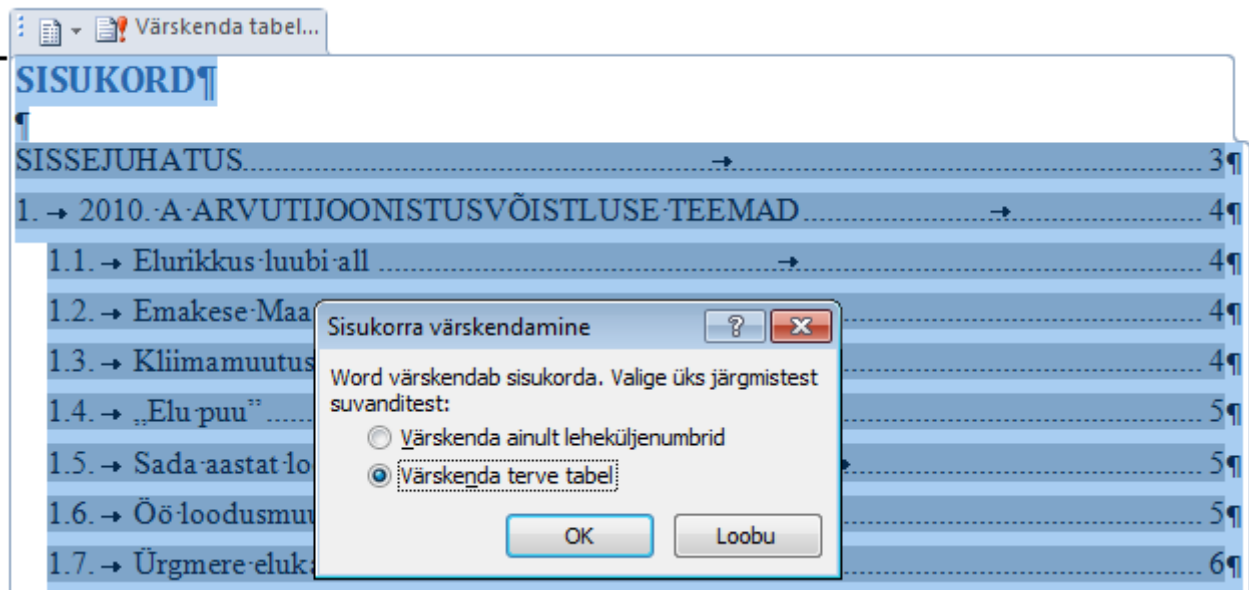 Värskenda tabel...
SISUKORD¶
¶
SISSEJUHATUS.......→.......3¶
1.→2010.·A·ARVUTIJOONISTUSVÕISTLUSE·TEEMAD.......→.......4¶
1.1.→Elurikkus·luubi·all.......→.......4¶
1.2.→Emakese·Maa.......4¶
1.3.→Kliimamuutus.......4¶
1.4.→„Elu·puu”.......5¶
1.5.→Sada·aastat·.......5¶
1.6.→Öö·.......5¶
1.7.→Ürgmere·.......6¶
Sisukorra värskendamine
Word värskendab sisukorda. Valige üks järgmistest
suvanditest:
Värskenda ainult leheküljenumbrid
Värskenda terve tabel
OK Loobu